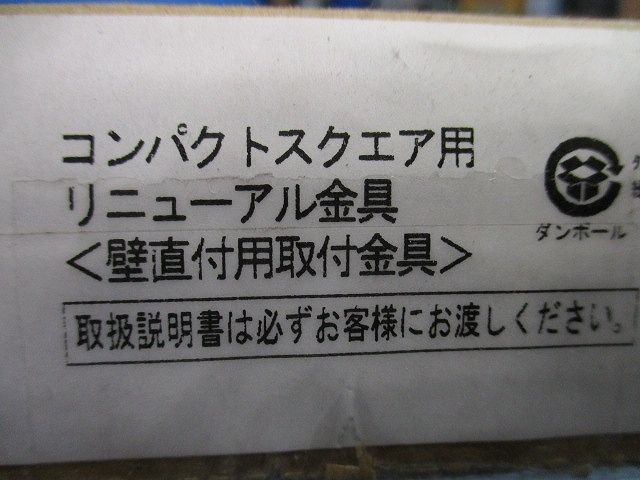 コンパクトスクエア用
リニューアル金具
<壁直付用取付金具>
取扱説明書は必ずお客様にお渡しください。
ダンボール